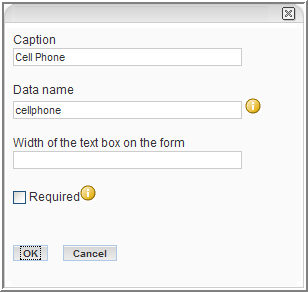 Caption
Cell Phone
Data name
cellphone
Width of the text box on the form
Required
OK Cancel